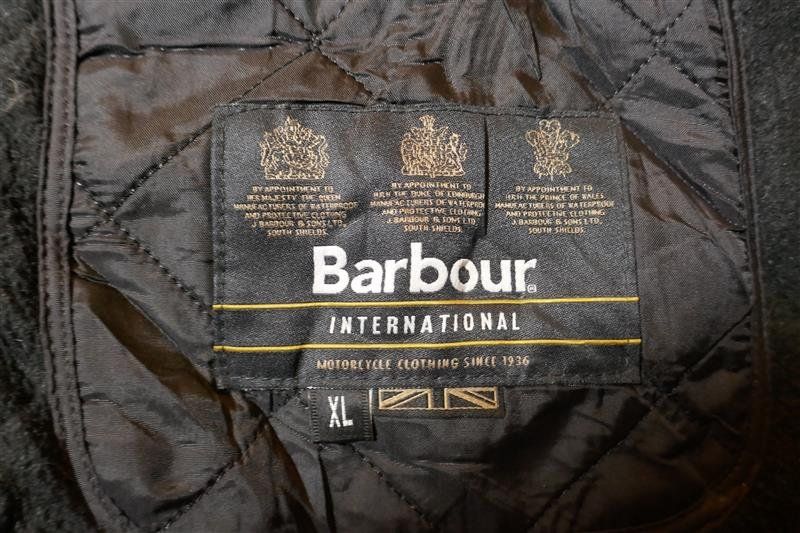 BY APPOINTMENT TO
HER MAJESTY THE QUEEN
MANUFACTURERS OF WATERPROOF
AND PROTECTIVE CLOTHING
J. BARBOUR & SONS LTD
SOUTH SHIELDS
BY APPOINTMENT TO
H.R.H. THE DUKE OF EDINBURGH
MANUFACTURERS OF WATERPROOF
AND PROTECTIVE CLOTHING
J. BARBOUR & SONS LTD
SOUTH SHIELDS
BY APPOINTMENT TO
H.R.H THE PRINCE OF WALES
MANUFACTURERS OF WATERPROOF
AND PROTECTIVE CLOTHING
J. BARBOUR & SONS LTD
SOUTH SHIELDS
Barbour®
INTERNATIONAL
MOTORCYCLE CLOTHING SINCE 1936
XL